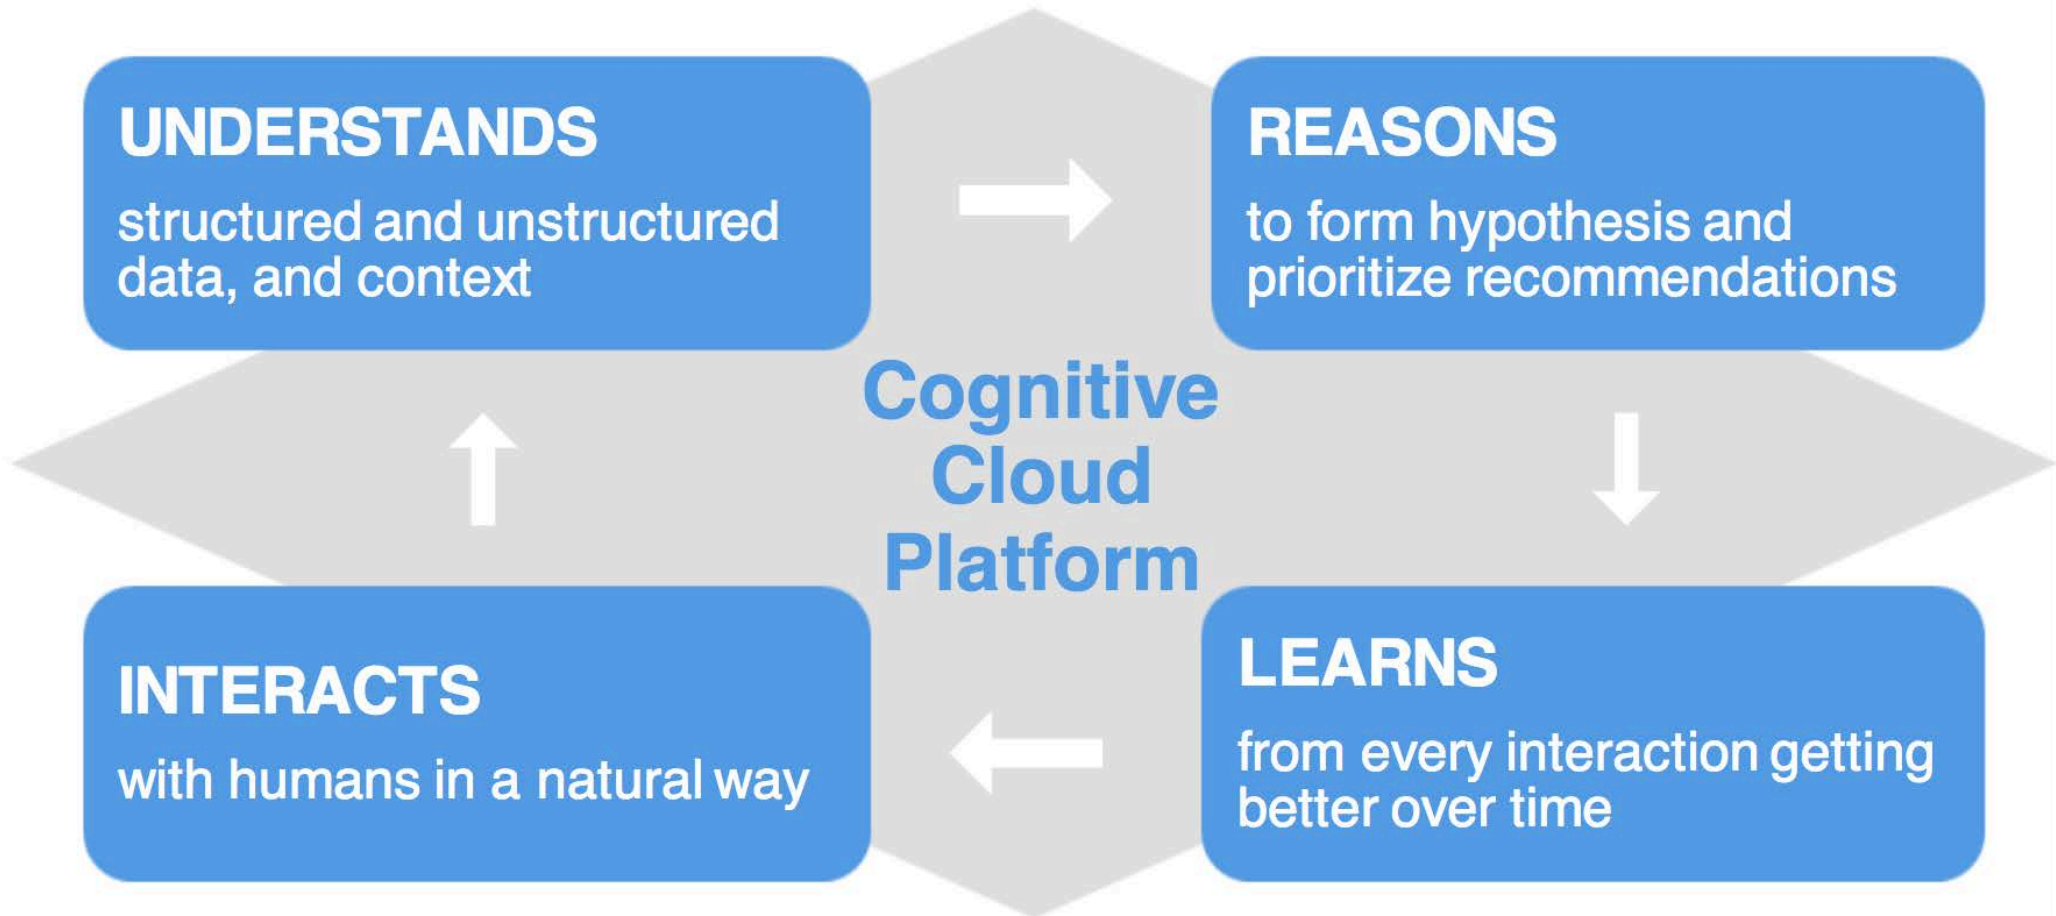 UNDERSTANDS
structured and unstructured
data, and context
REASONS
to form hypothesis and
prioritize recommendations
Cognitive
Cloud
Platform
INTERACTS
with humans in a natural way
LEARNS
from every interaction getting
better over time